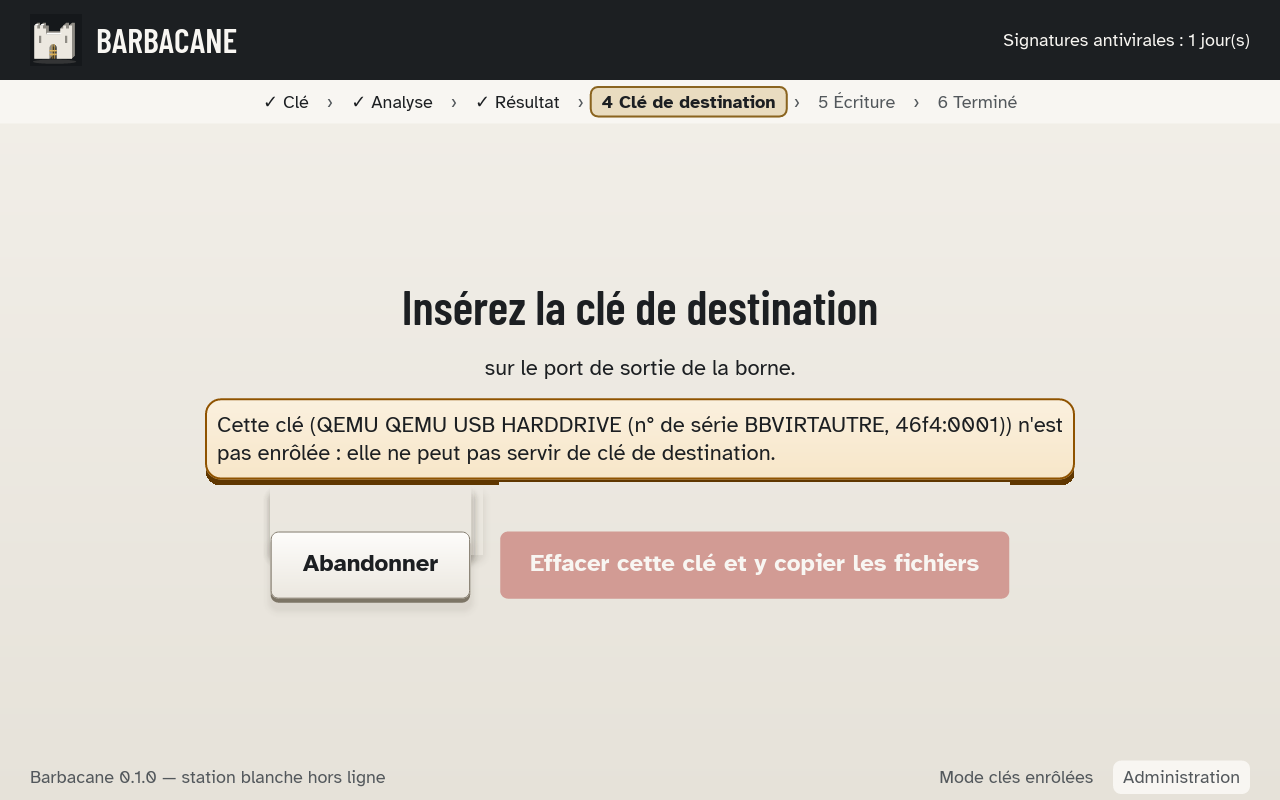 BARBACANE
Signatures antivirales : 1 jour(s)
✓ Clé › ✓ Analyse › ✓ Résultat › 4 Clé de destination › 5 Écriture › 6 Terminé
Insérez la clé de destination
sur le port de sortie de la borne.
Cette clé (QEMU QEMU USB HARDDRIVE (n° de série BBVIRTAUTRE, 46f4:0001)) n'est
pas enrôlée : elle ne peut pas servir de clé de destination.
Abandonner
Effacer cette clé et y copier les fichiers
Barbacane 0.1.0 — station blanche hors ligne
Mode clés enrôlées
Administration